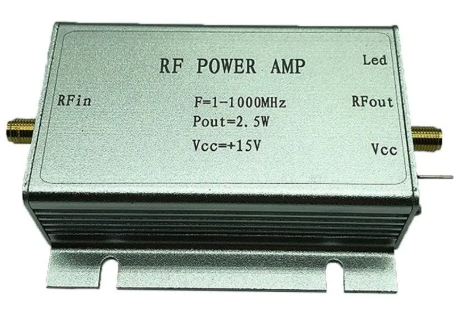 RF POWER AMP
Led
RFin
F=1-1000MHz
RFout
Pout=2.5W
Vcc=+15V
Vcc